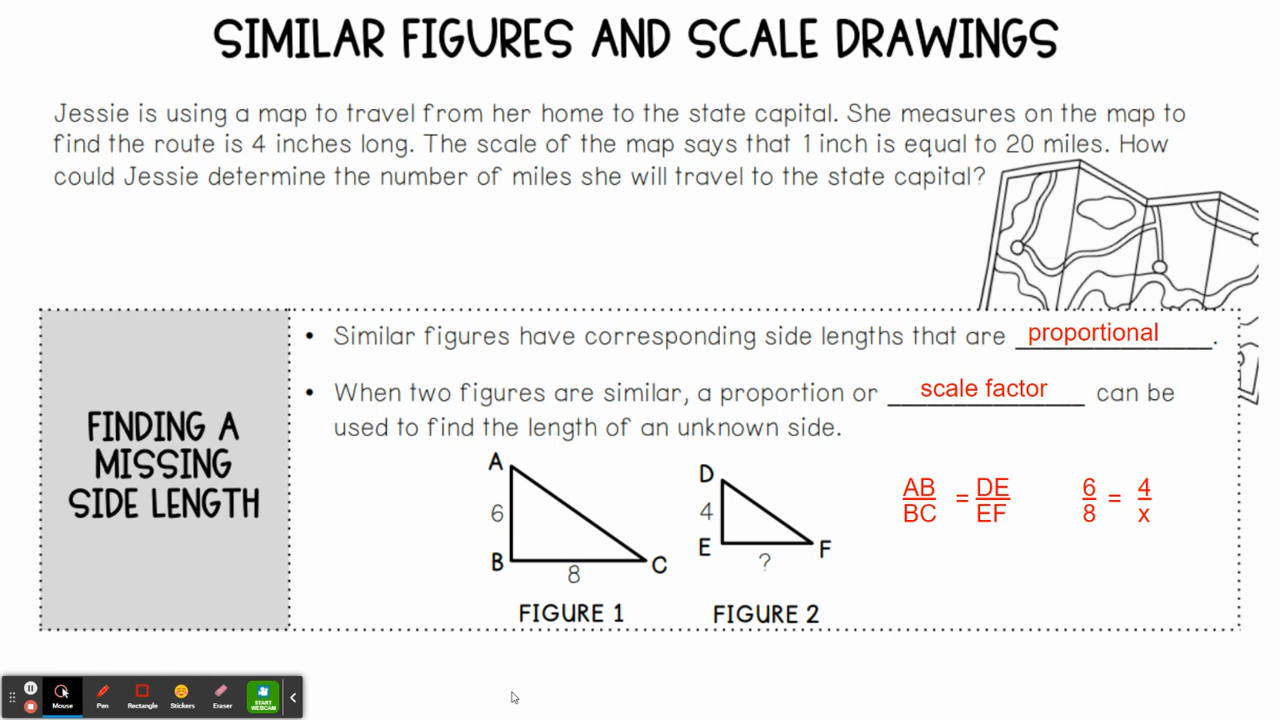 SIMILAR FIGURES AND SCALE DRAWINGS
Jessie is using a map to travel from her home to the state capital. She measures on the map to
find the route is 4 inches long. The scale of the map says that 1 inch is equal to 20 miles. How
could Jessie determine the number of miles she will travel to the state capital?
FINDING A
MISSING
SIDE LENGTH
• Similar figures have corresponding side lengths that are proportional.
• When two figures are similar, a proportion or scale factor can be
used to find the length of an unknown side.
A
6
B
8
C
FIGURE 1
D
4
E
?
F
FIGURE 2
AB = DE
BC EF
6 = 4
8 x
Mouse
Pen
Rectangle
Stickers
Eraser
START
WEBCAM